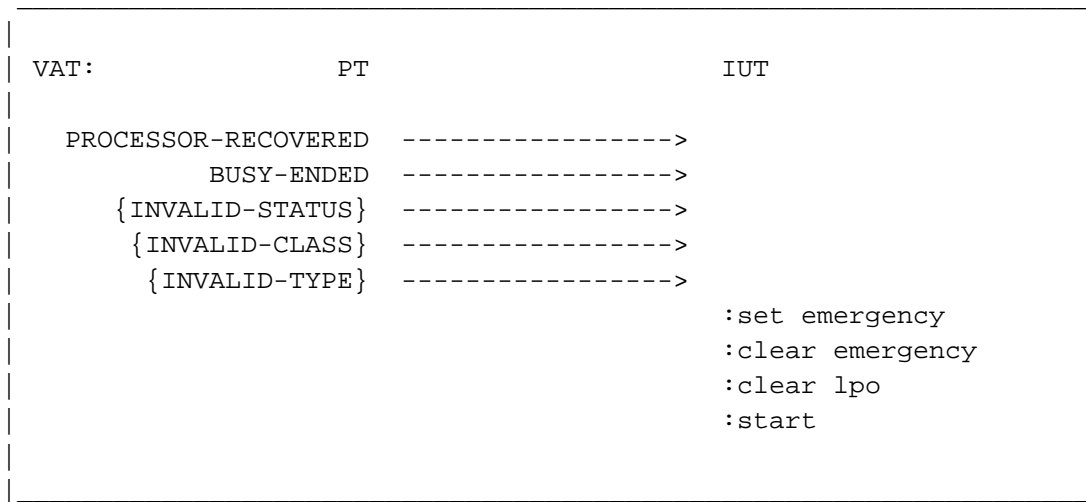 VAT: PT IUT
PROCESSOR-RECOVERED ----------------->
BUSY-ENDED ----------------->
{INVALID-STATUS} ----------------->
{INVALID-CLASS} ----------------->
{INVALID-TYPE} ----------------->
:set emergency
:clear emergency
:clear lpo
:start